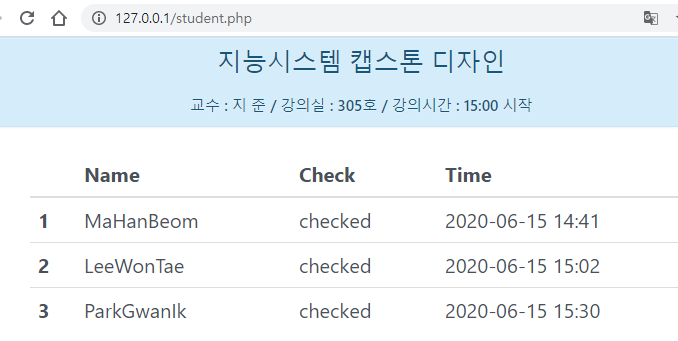 127.0.0.1/student.php
지능시스템 캡스톤 디자인
교수 : 지 준 / 강의실 : 305호 / 강의시간 : 15:00 시작
Name Check Time
1 MaHanBeom checked 2020-06-15 14:41
2 LeeWonTae checked 2020-06-15 15:02
3 ParkGwanIk checked 2020-06-15 15:30